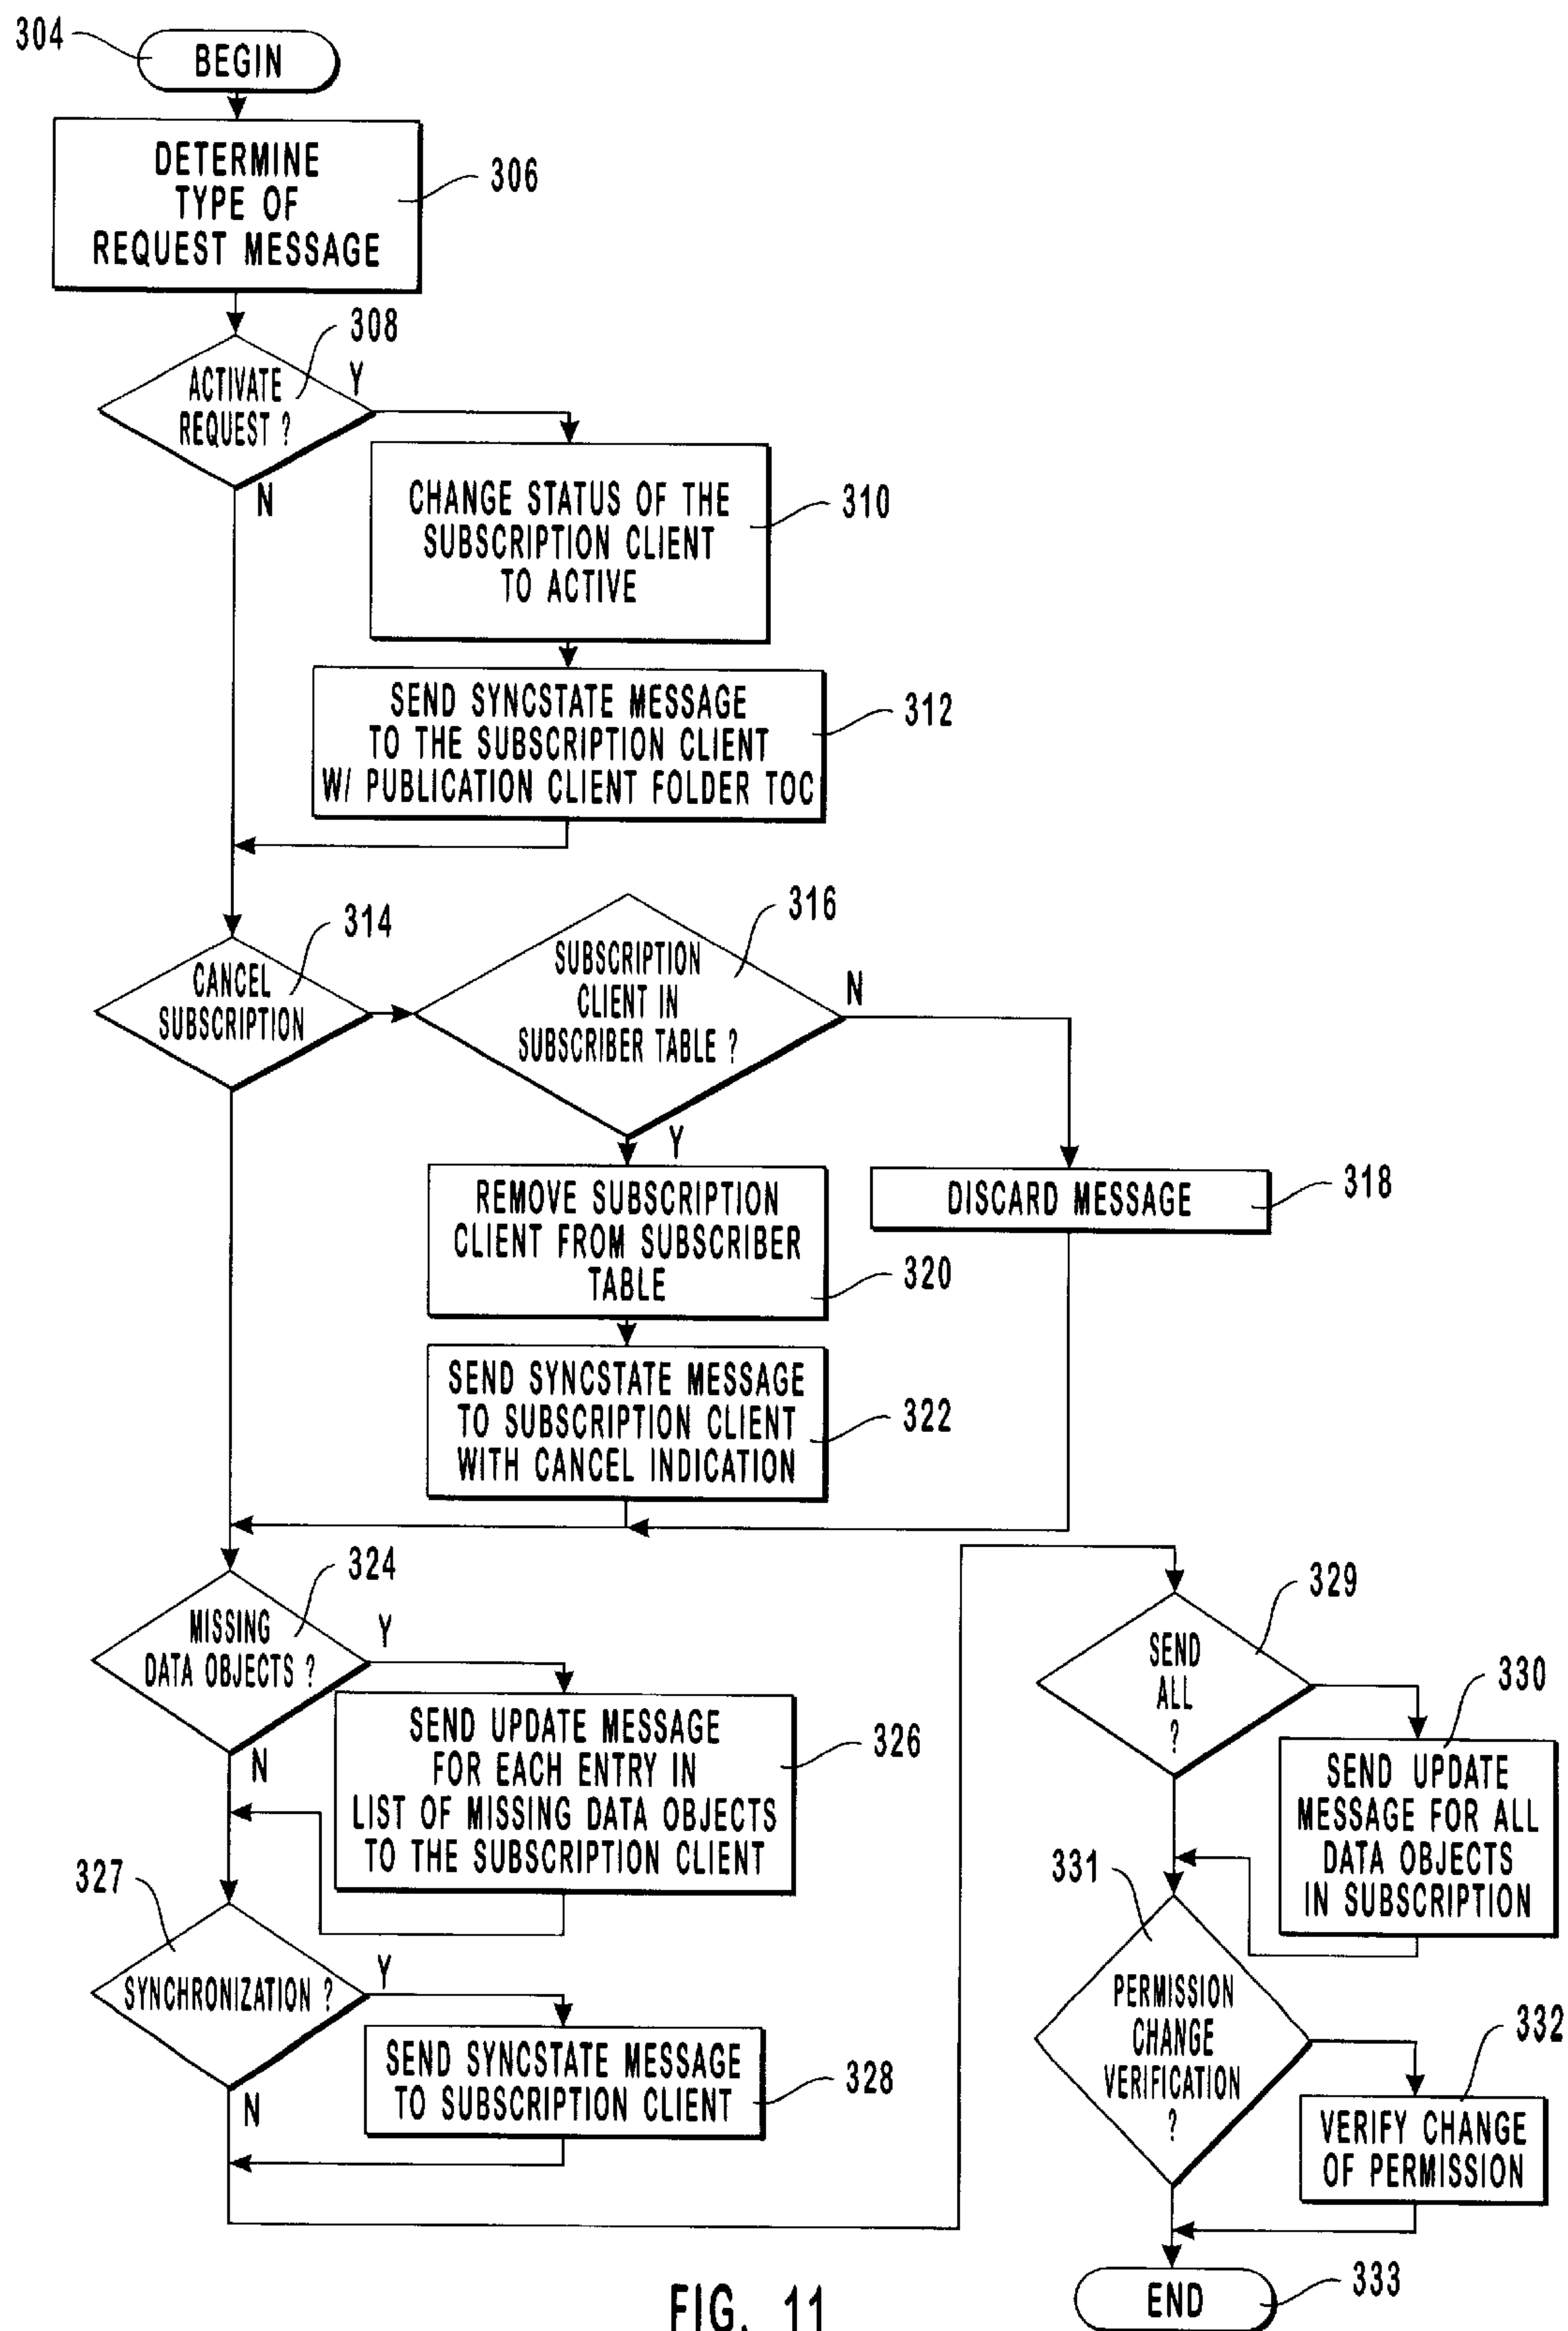 304
BEGIN
DETERMINE
TYPE OF
REQUEST MESSAGE
306
308
ACTIVATE
REQUEST ?
Y
N
CHANGE STATUS OF THE
SUBSCRIPTION CLIENT
TO ACTIVE
310
SEND SYNCSTATE MESSAGE
TO THE SUBSCRIPTION CLIENT
W/ PUBLICATION CLIENT FOLDER TOC
312
314
CANCEL
SUBSCRIPTION
316
SUBSCRIPTION
CLIENT IN
SUBSCRIBER TABLE ?
N
Y
REMOVE SUBSCRIPTION
CLIENT FROM SUBSCRIBER
TABLE
320
DISCARD MESSAGE
318
SEND SYNCSTATE MESSAGE
TO SUBSCRIPTION CLIENT
WITH CANCEL INDICATION
322
324
MISSING
DATA OBJECTS ?
Y
N
SEND UPDATE MESSAGE
FOR EACH ENTRY IN
LIST OF MISSING DATA OBJECTS
TO THE SUBSCRIPTION CLIENT
326
327
SYNCHRONIZATION ?
Y
N
SEND SYNCSTATE MESSAGE
TO SUBSCRIPTION CLIENT
328
329
SEND
ALL
?
330
SEND UPDATE
MESSAGE FOR ALL
DATA OBJECTS
IN SUBSCRIPTION
331
PERMISSION
CHANGE
VERIFICATION
?
332
VERIFY CHANGE
OF PERMISSION
END
333
FIG. 11